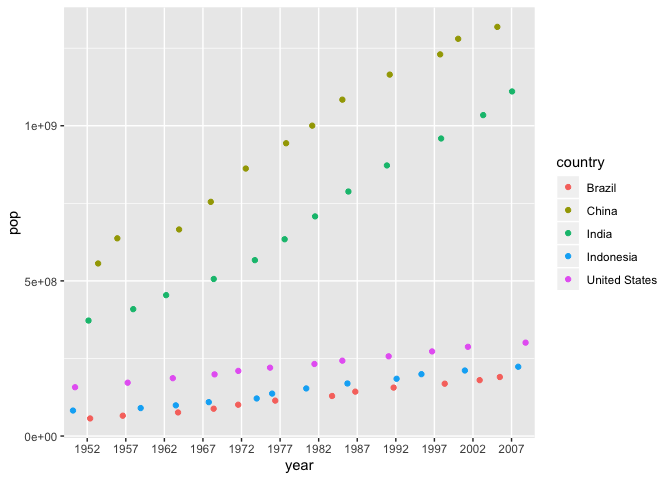 1e+09
5e+08
0e+00
pop
1952 1957 1962 1967 1972 1977 1982 1987 1992 1997 2002 2007
year
country
Brazil
China
India
Indonesia
United States